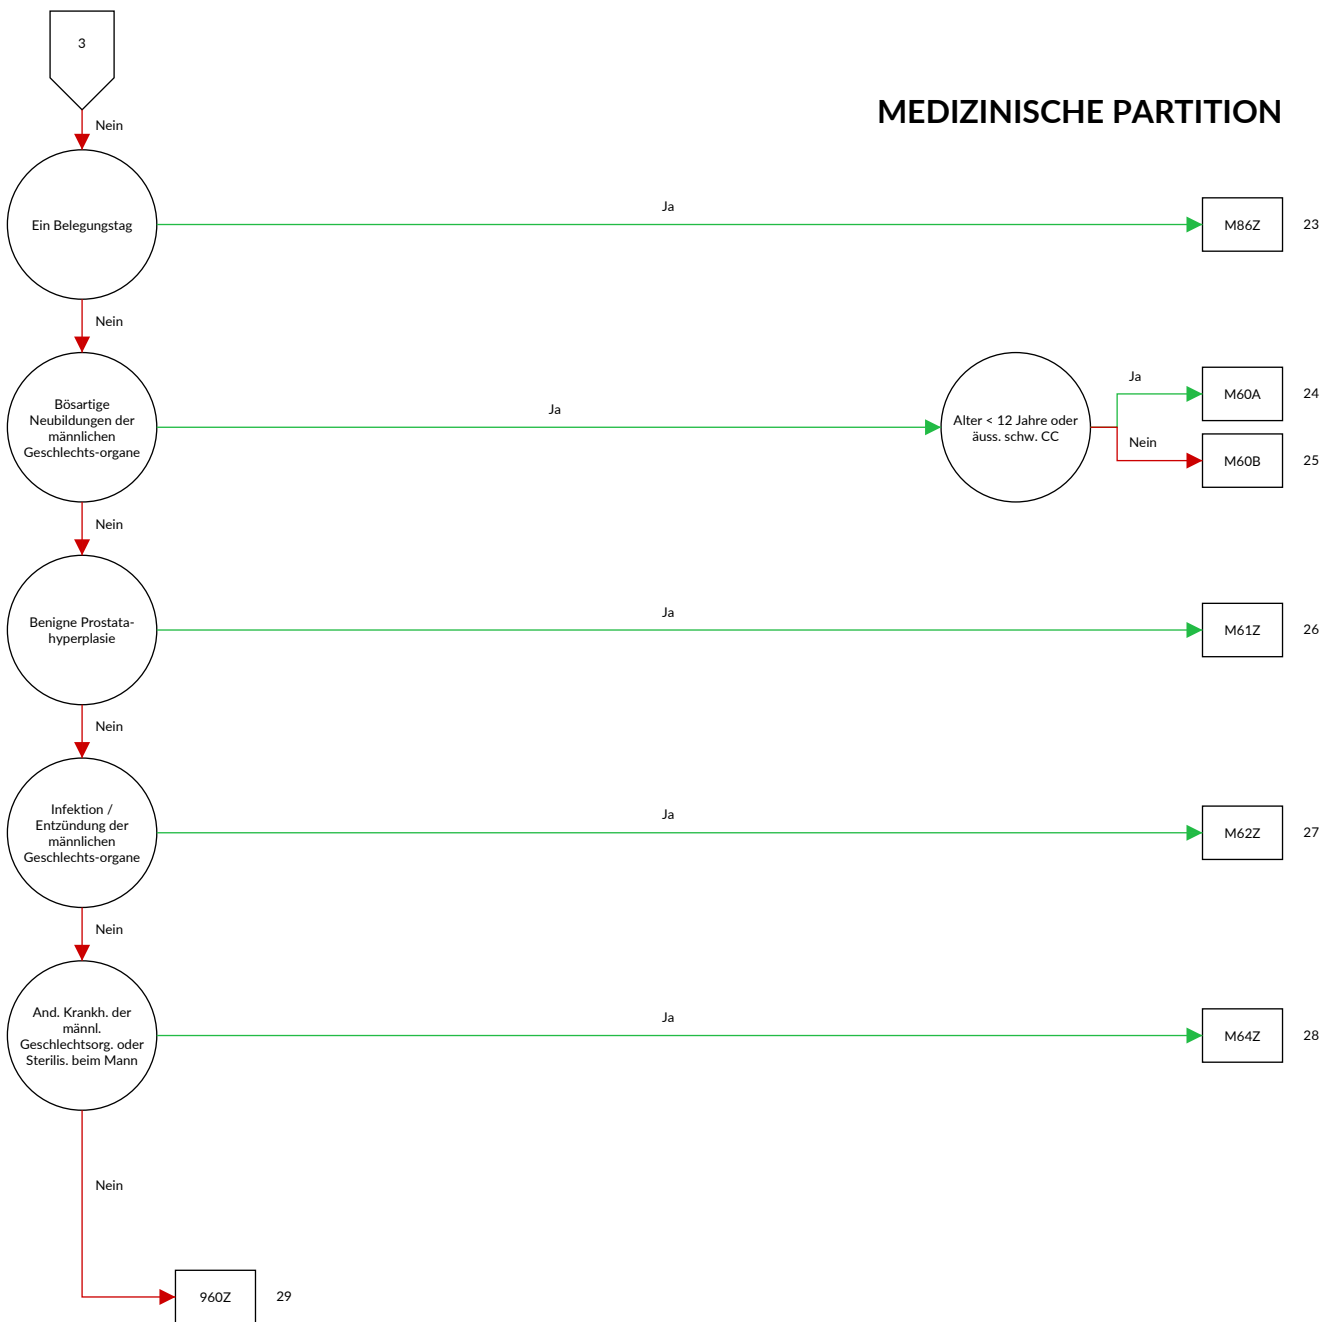 3
Nein
MEDIZINISCHE PARTITION
Ein Belegungstag
Ja
M86Z
23
Nein
Bösartige
Neubildungen der
männlichen
Geschlechts-organe
Ja
Alter < 12 Jahre oder
äuss. schw. CC
Ja
M60A
24
Nein
M60B
25
Nein
Benigne Prostata-
hyperplasie
Ja
M61Z
26
Nein
Infektion /
Entzündung der
männlichen
Geschlechts-organe
Ja
M62Z
27
Nein
And. Krankh. der
männl.
Geschlechtsorg. oder
Sterilis. beim Mann
Ja
M64Z
28
Nein
960Z
29